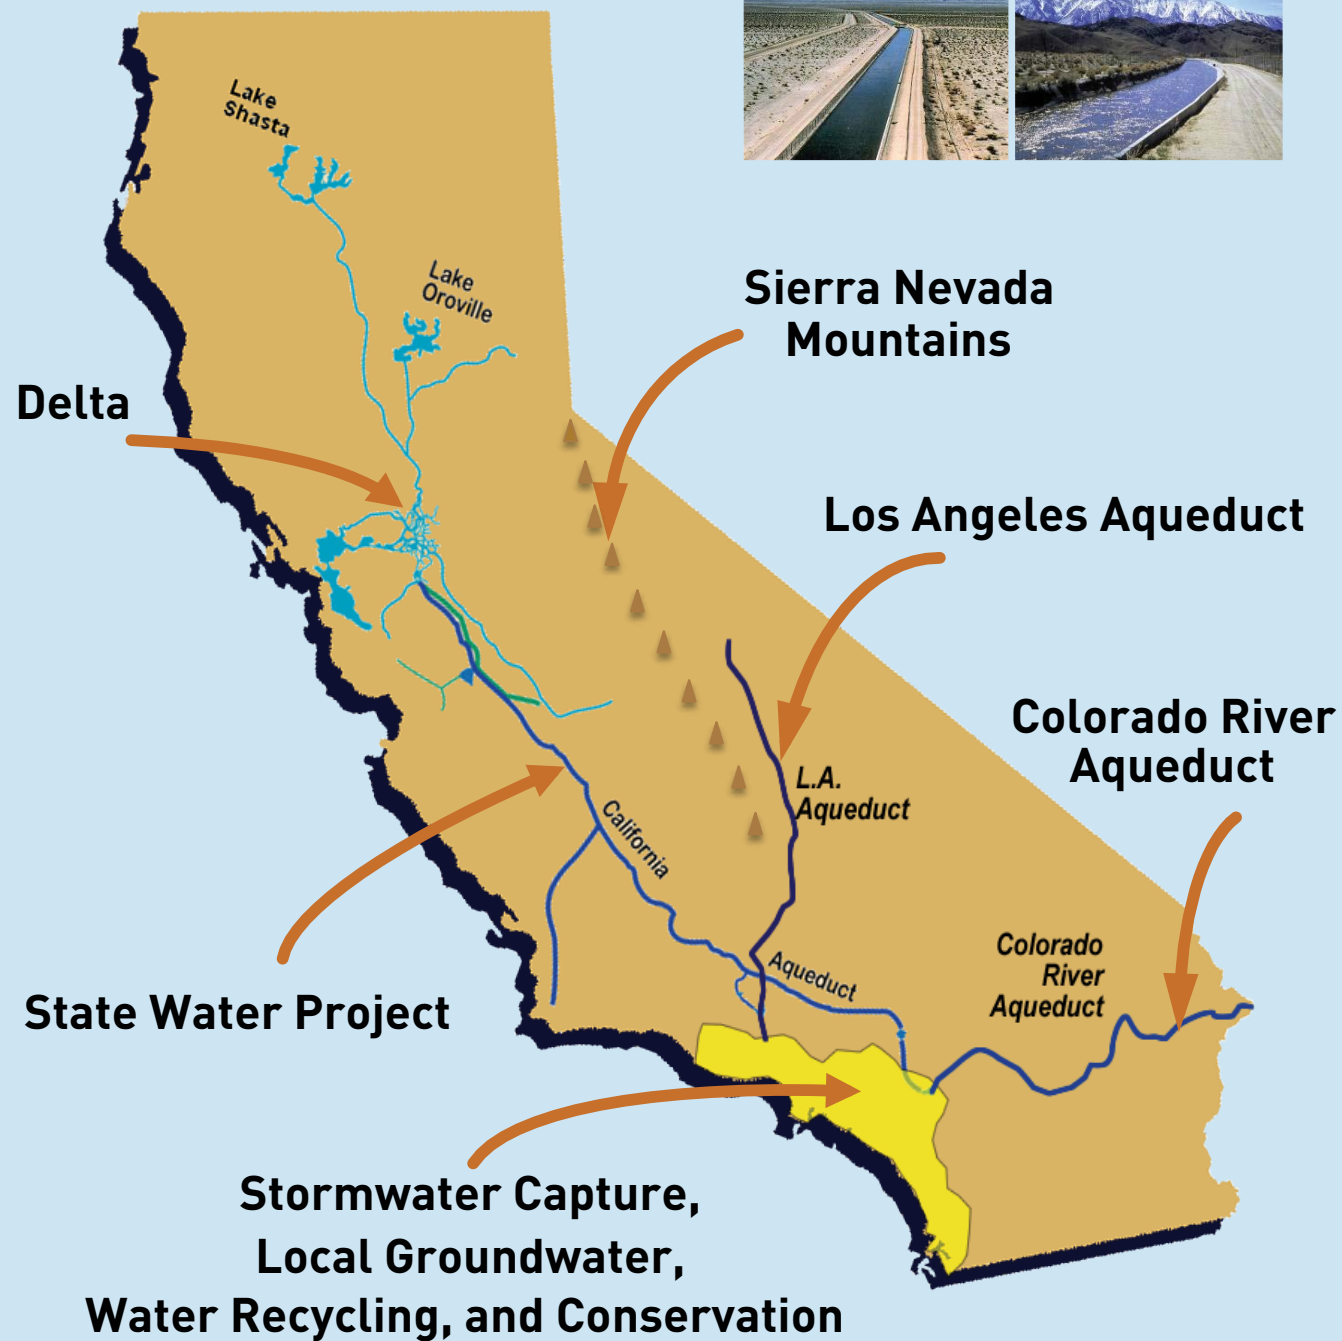 Lake
Shasta
Lake
Oroville
Sierra Nevada
Mountains
Delta
Los Angeles Aqueduct
Colorado River
Aqueduct
L.A.
Aqueduct
California
Aqueduct
Colorado
River
Aqueduct
State Water Project
Stormwater Capture,
Local Groundwater,
Water Recycling, and Conservation